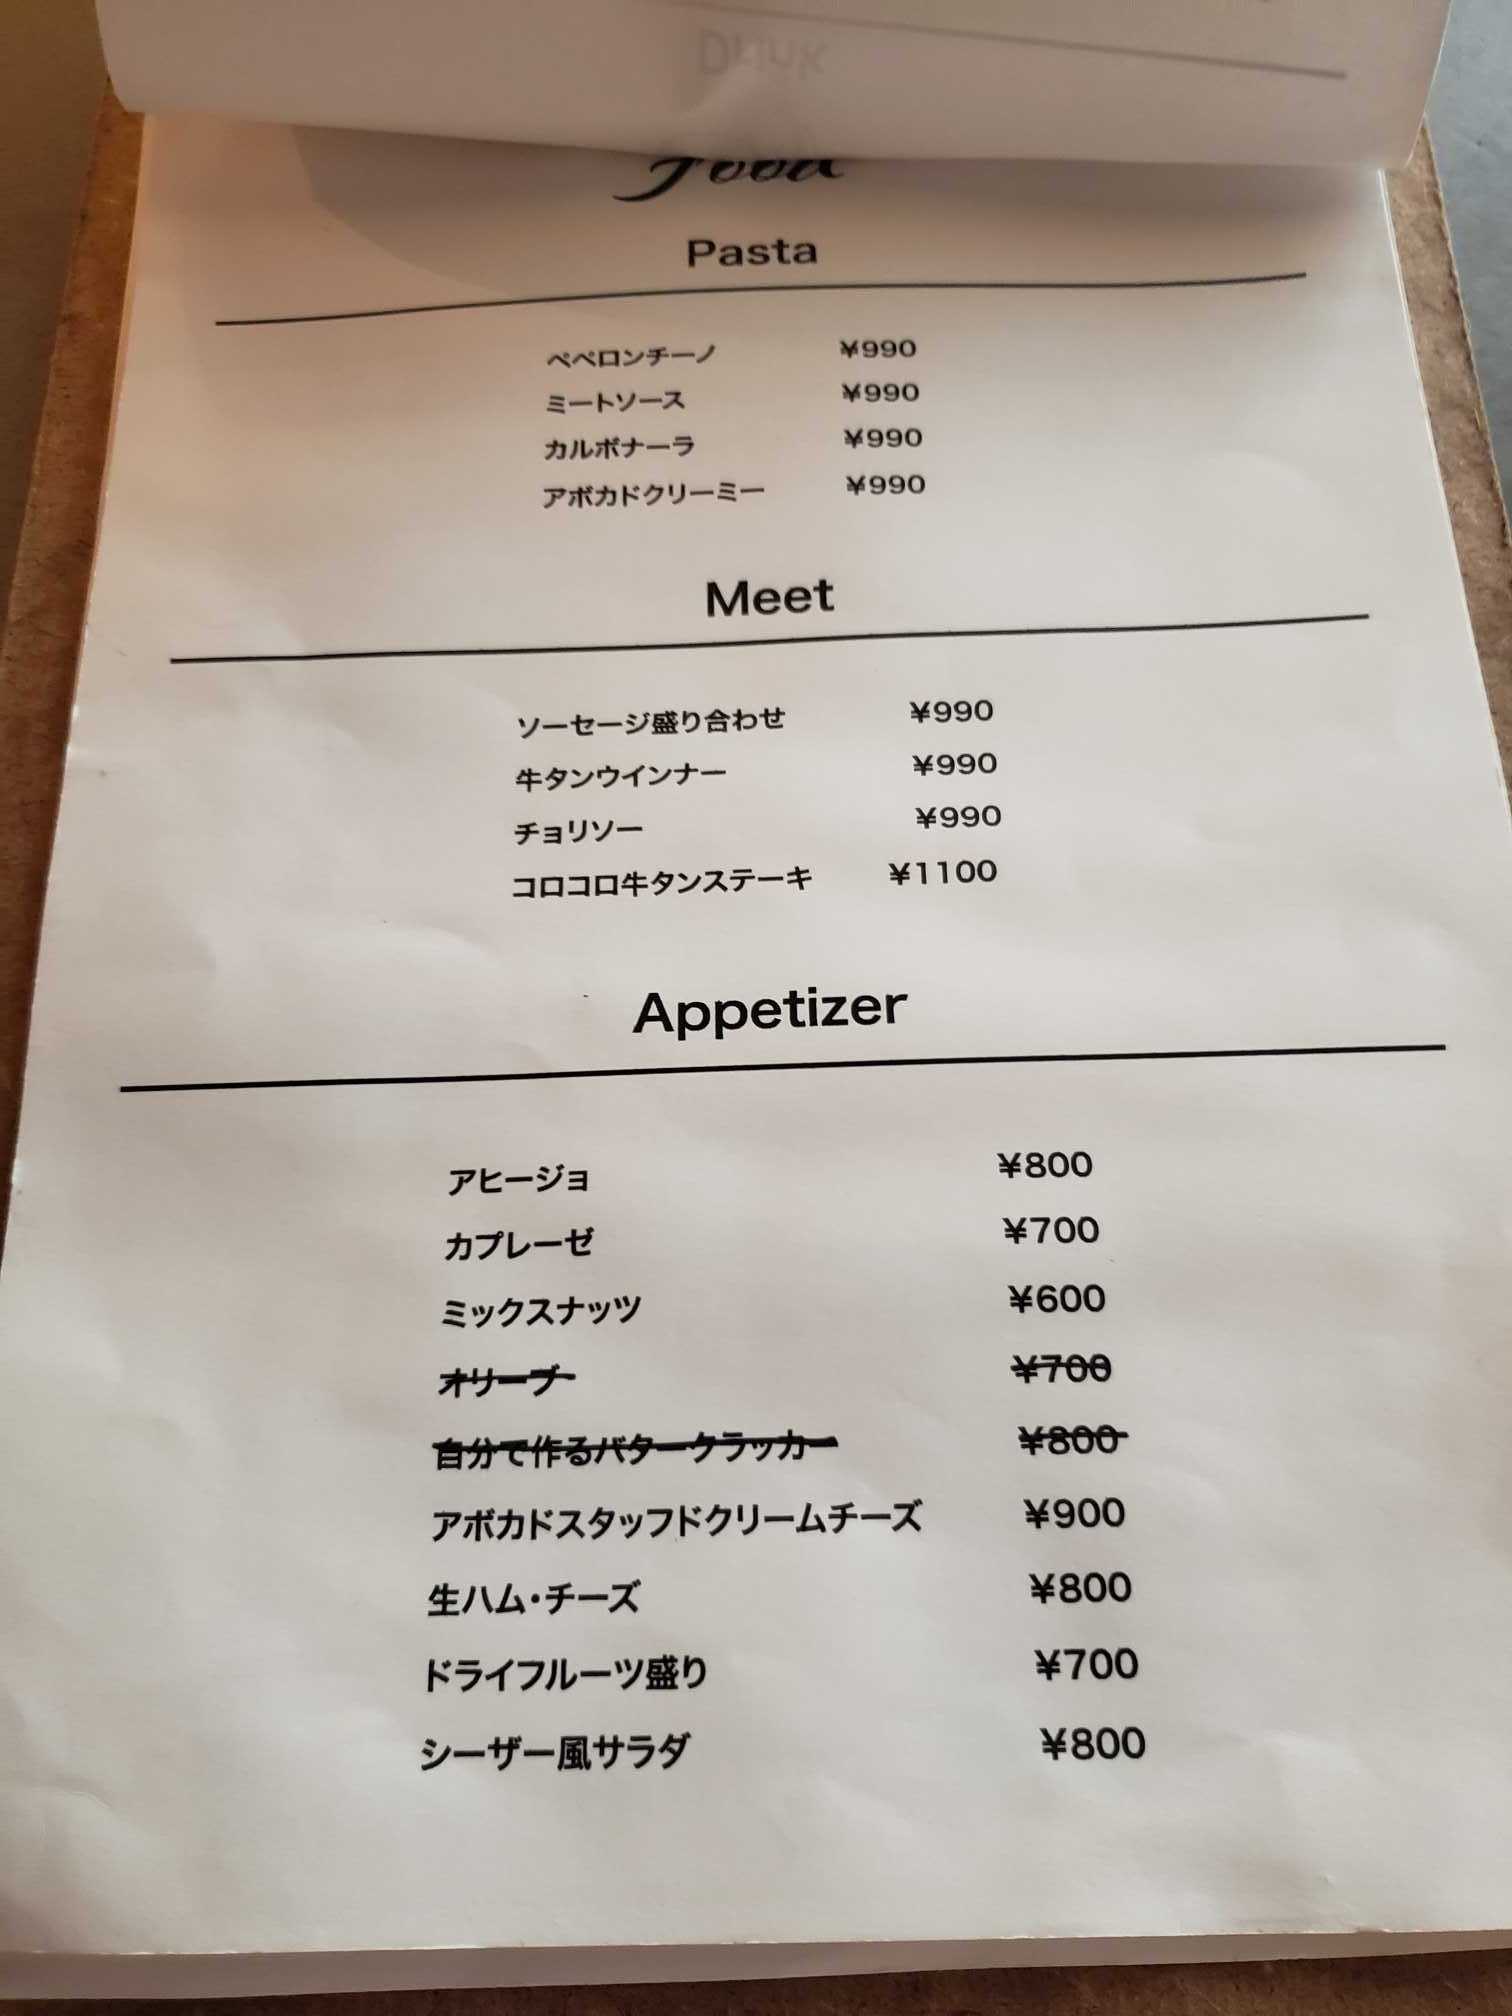 Drink
Food
Pasta
ペペロンチーノ ¥990
ミートソース ¥990
カルボナーラ ¥990
アボカドクリーミー ¥990
Meet
ソーセージ盛り合わせ ¥990
牛タンウインナー ¥990
チョリソー ¥990
コロコロ牛タンステーキ ¥1100
Appetizer
アヒージョ ¥800
カプレーゼ ¥700
ミックスナッツ ¥600
オリーブ ¥700
自分で作るバタークラッカー ¥800
アボカドスタッフドクリームチーズ ¥900
生ハム・チーズ ¥800
ドライフルーツ盛り ¥700
シーザー風サラダ ¥800